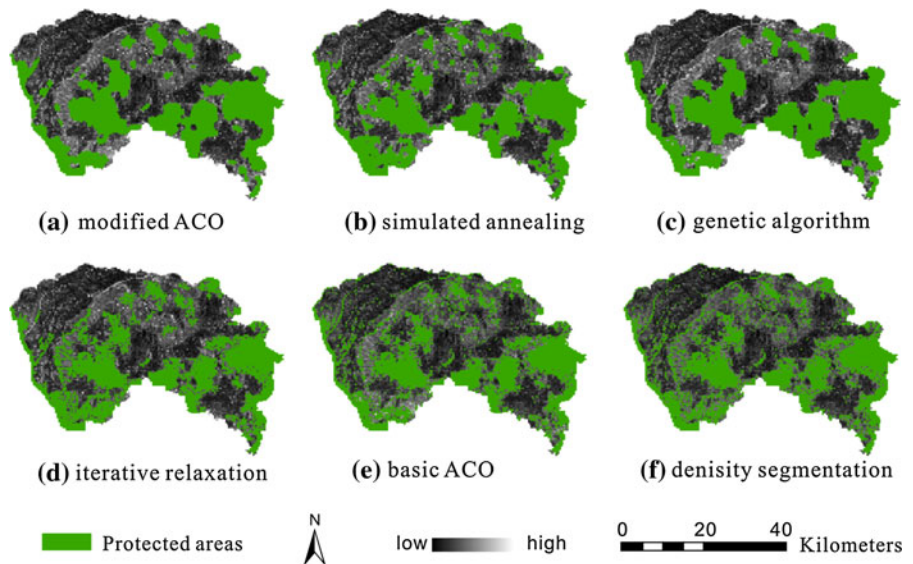 (a) modified ACO
(b) simulated annealing
(c) genetic algorithm
(d) iterative relaxation
(e) basic ACO
(f) denisity segmentation
Protected areas
N
low
high
0 20 40
Kilometers